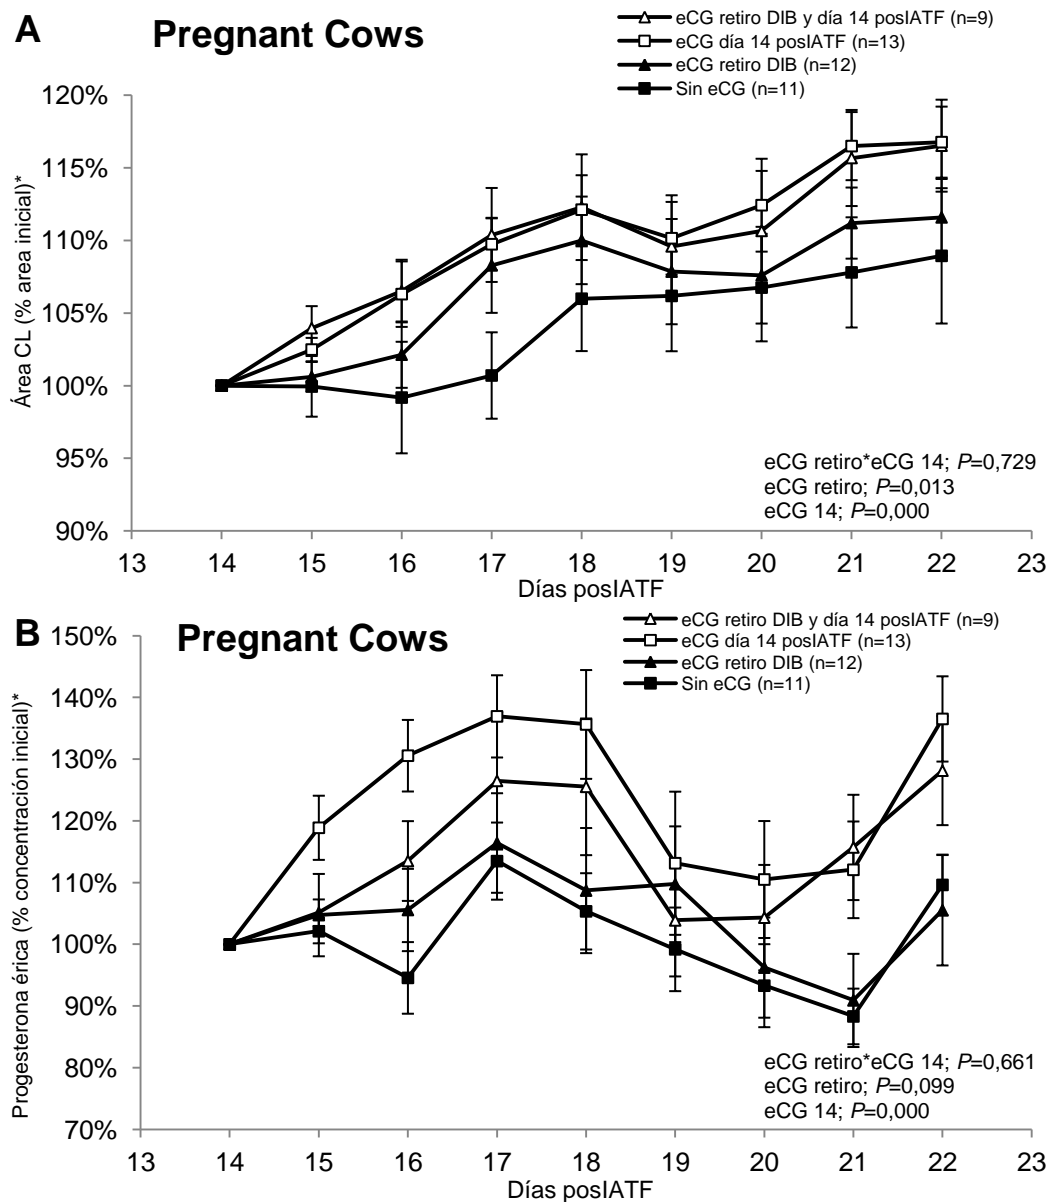 A
Pregnant Cows
eCG retiro DIB y día 14 posIATF (n=9)
eCG día 14 posIATF (n=13)
eCG retiro DIB (n=12)
Sin eCG (n=11)
Área CL (% area inicial)*
120%
115%
110%
105%
100%
95%
90%
eCG retiro*eCG 14; P=0,729
eCG retiro; P=0,013
eCG 14; P=0,000
13 14 15 16 17 18 19 20 21 22 23
Días posIATF
B
Pregnant Cows
eCG retiro DIB y día 14 posIATF (n=9)
eCG día 14 posIATF (n=13)
eCG retiro DIB (n=12)
Sin eCG (n=11)
Progesterona érica (% concentración inicial)*
150%
140%
130%
120%
110%
100%
90%
80%
70%
eCG retiro*eCG 14; P=0,661
eCG retiro; P=0,099
eCG 14; P=0,000
13 14 15 16 17 18 19 20 21 22 23
Días posIATF